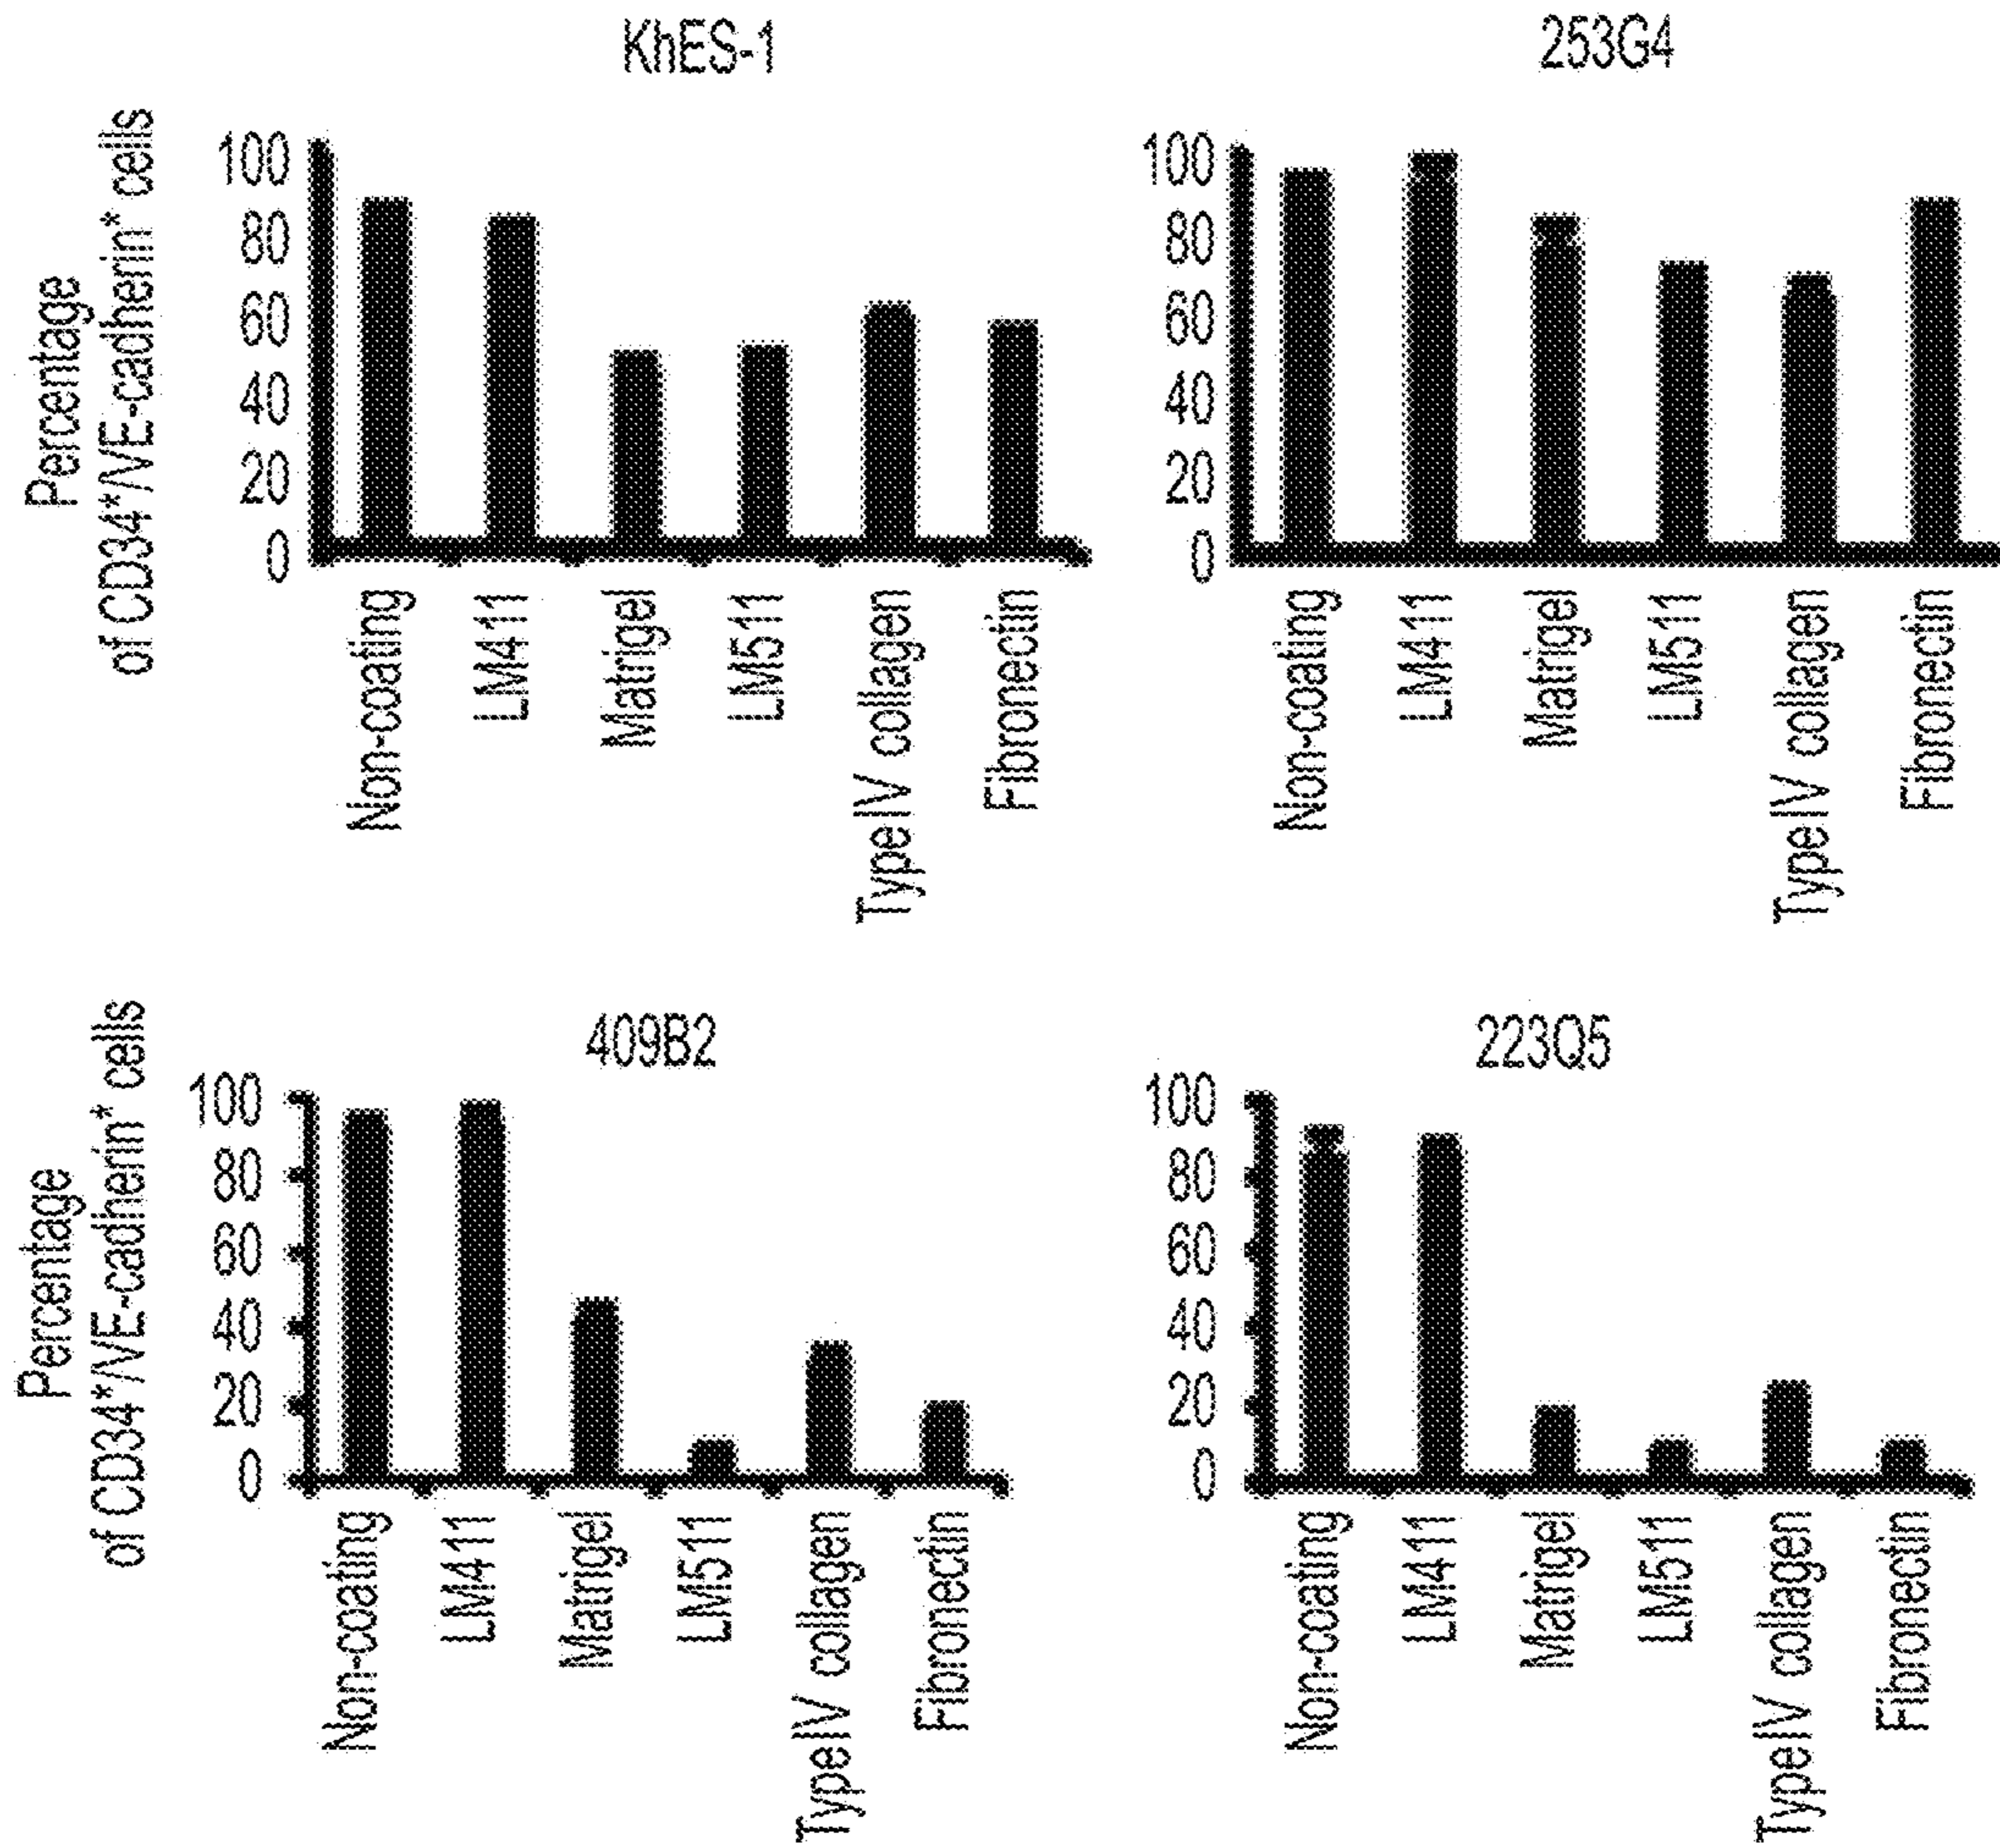 KhES-1
Percentage
of CD34*/VE-cadherin* cells
100
80
60
40
20
0
Non-coating
LM411
Matrigel
LM511
Type IV collagen
Fibronectin
253G4
100
80
60
40
20
0
Non-coating
LM411
Matrigel
LM511
Type IV collagen
Fibronectin
409B2
Percentage
of CD34*/VE-cadherin* cells
100
80
60
40
20
0
Non-coating
LM411
Matrigel
LM511
Type IV collagen
Fibronectin
223Q5
100
80
60
40
20
0
Non-coating
LM411
Matrigel
LM511
Type IV collagen
Fibronectin